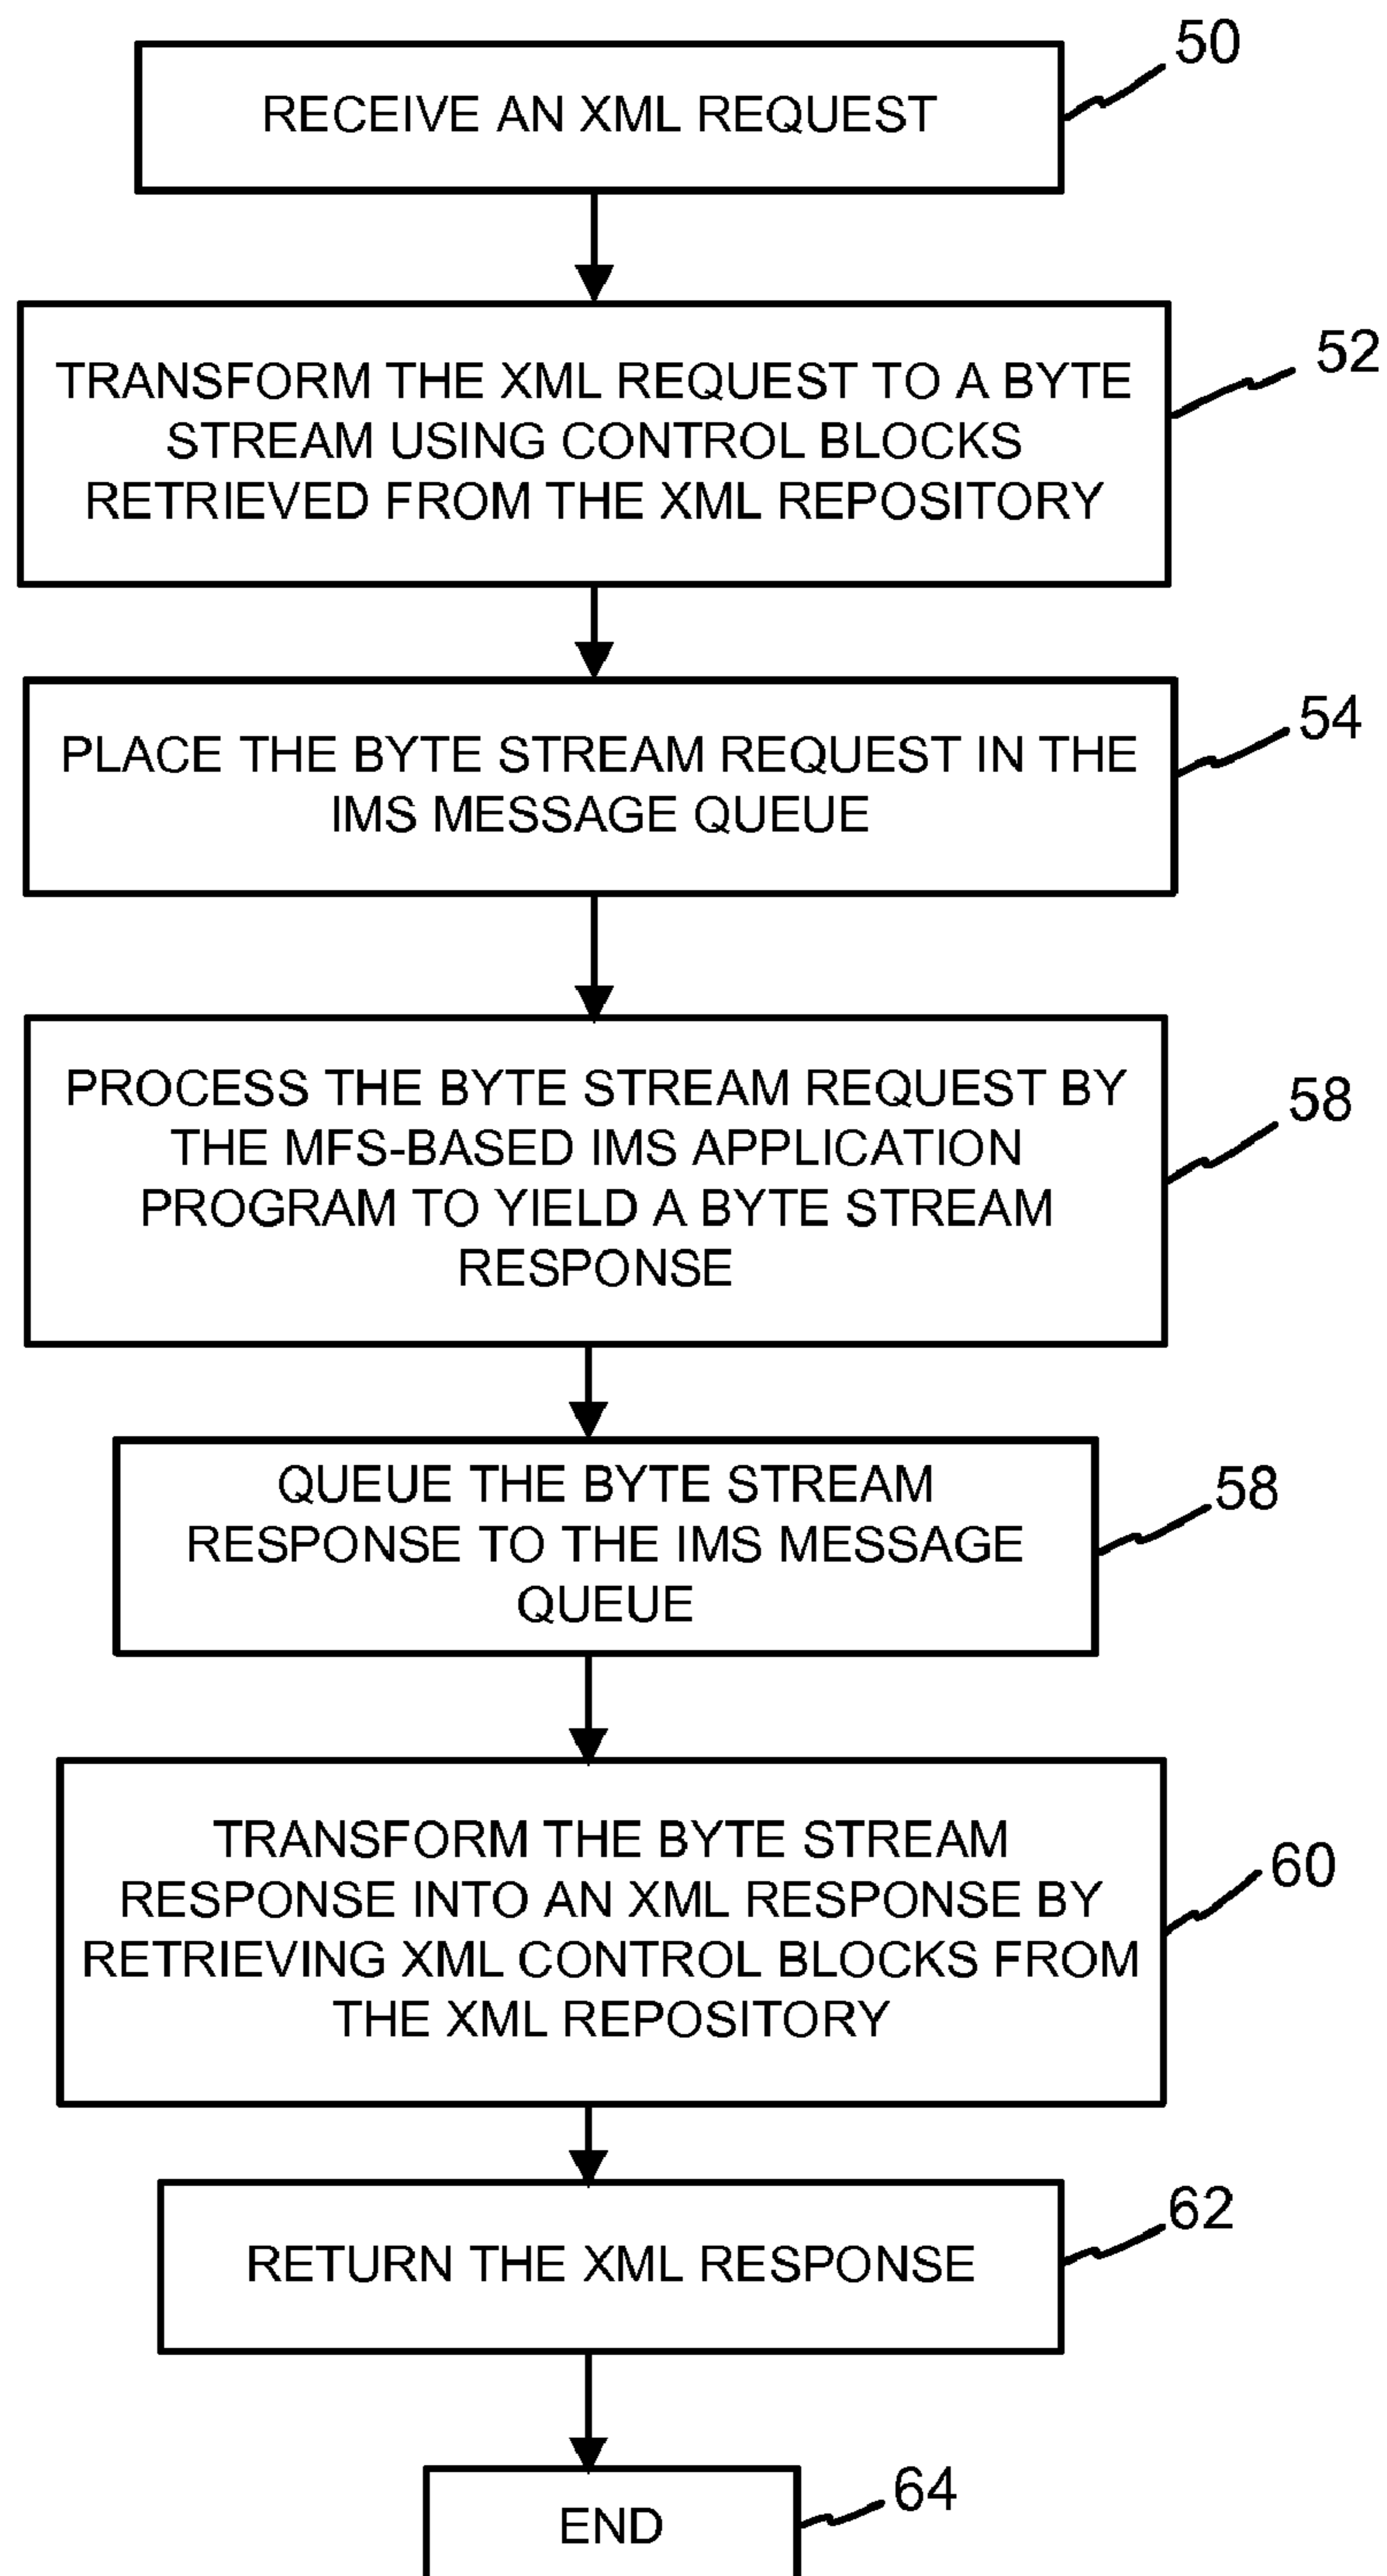 50
RECEIVE AN XML REQUEST
52
TRANSFORM THE XML REQUEST TO A BYTE
STREAM USING CONTROL BLOCKS
RETRIEVED FROM THE XML REPOSITORY
54
PLACE THE BYTE STREAM REQUEST IN THE
IMS MESSAGE QUEUE
58
PROCESS THE BYTE STREAM REQUEST BY
THE MFS-BASED IMS APPLICATION
PROGRAM TO YIELD A BYTE STREAM
RESPONSE
58
QUEUE THE BYTE STREAM
RESPONSE TO THE IMS MESSAGE
QUEUE
60
TRANSFORM THE BYTE STREAM
RESPONSE INTO AN XML RESPONSE BY
RETRIEVING XML CONTROL BLOCKS FROM
THE XML REPOSITORY
62
RETURN THE XML RESPONSE
64
END